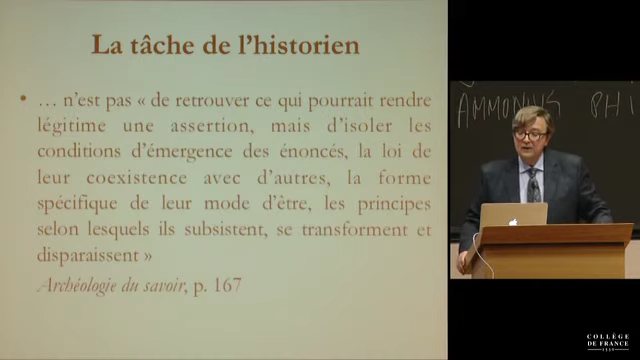 La tâche de l’historien
• … n’est pas « de retrouver ce qui pourrait rendre
légitime une assertion, mais d’isoler les
conditions d’émergence des énoncés, la loi de
leur coexistence avec d’autres, la forme
spécifique de leur mode d’être, les principes
selon lesquels ils subsistent, se transforment et
disparaissent »
Archéologie du savoir, p. 167
AMMONIUS PHI
COLLÈGE
DE FRANCE
1530